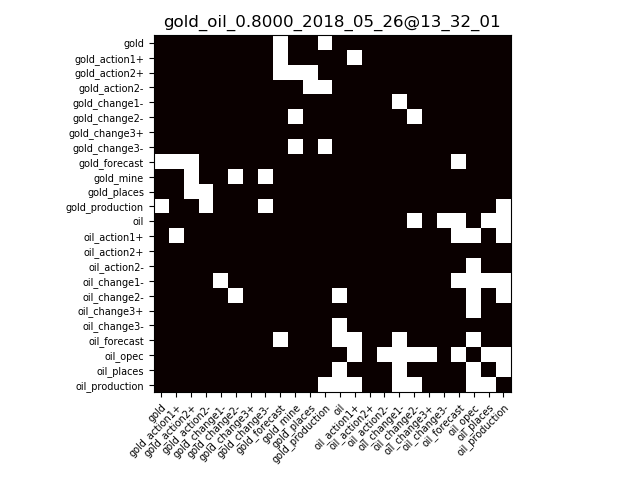 gold_oil_0.8000_2018_05_26@13_32_01
gold
gold_action1+
gold_action2+
gold_action2-
gold_change1-
gold_change2-
gold_change3+
gold_change3-
gold_forecast
gold_mine
gold_places
gold_production
oil
oil_action1+
oil_action2+
oil_action2-
oil_change1-
oil_change2-
oil_change3+
oil_change3-
oil_forecast
oil_opec
oil_places
oil_production
gold
gold_action1+
gold_action2+
gold_action2-
gold_change1-
gold_change2-
gold_change3+
gold_change3-
gold_forecast
gold_mine
gold_places
gold_production
oil
oil_action1+
oil_action2+
oil_action2-
oil_change1-
oil_change2-
oil_change3+
oil_change3-
oil_forecast
oil_opec
oil_places
oil_production